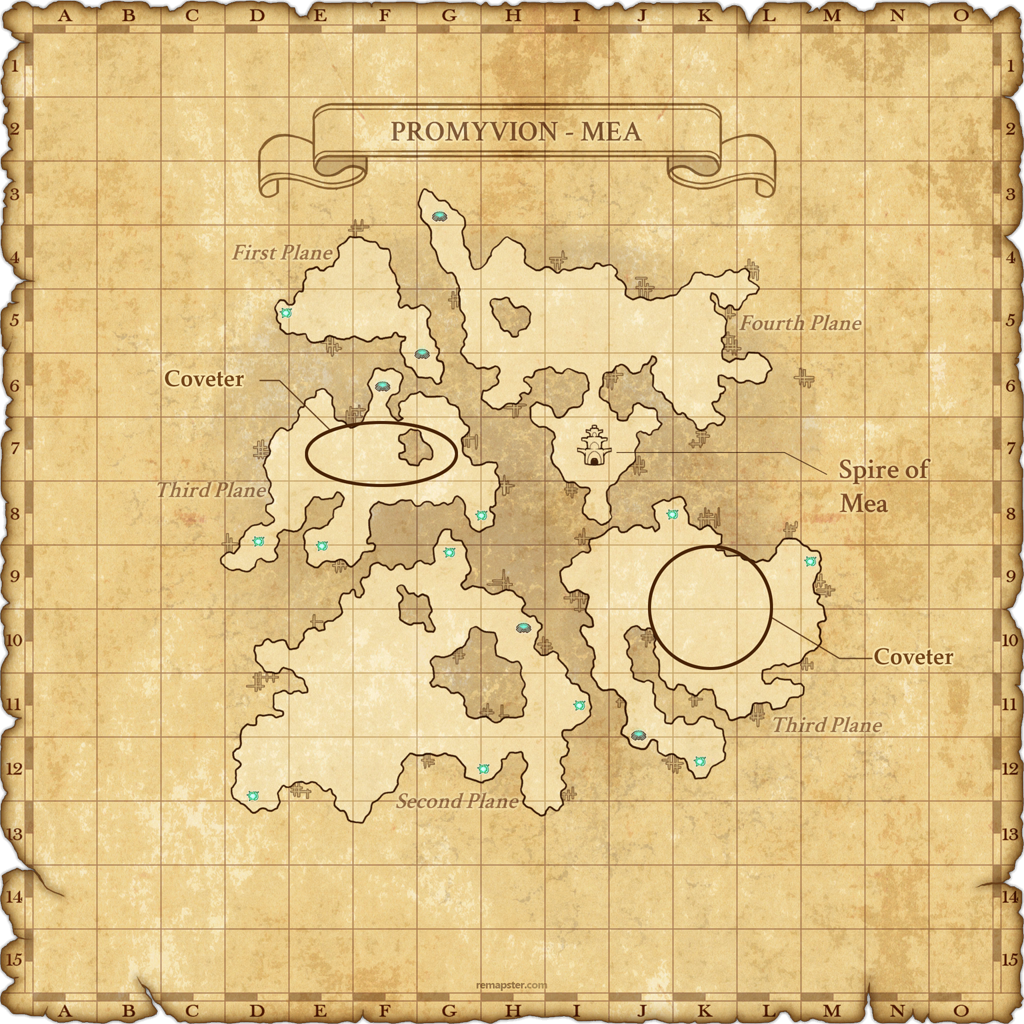 A B C D E F G H I J K L M N O
1 1
2 2
PROMYVION - MEA
3 3
4 4
First Plane
5 5
Fourth Plane
6 6
Coveter
7 7
Spire of
Mea
Third Plane
8 8
9 9
10 10
Coveter
11 11
Third Plane
12 12
Second Plane
13 13
14 14
15 15
remapster.com
A B C D E F G H I J K L M N O